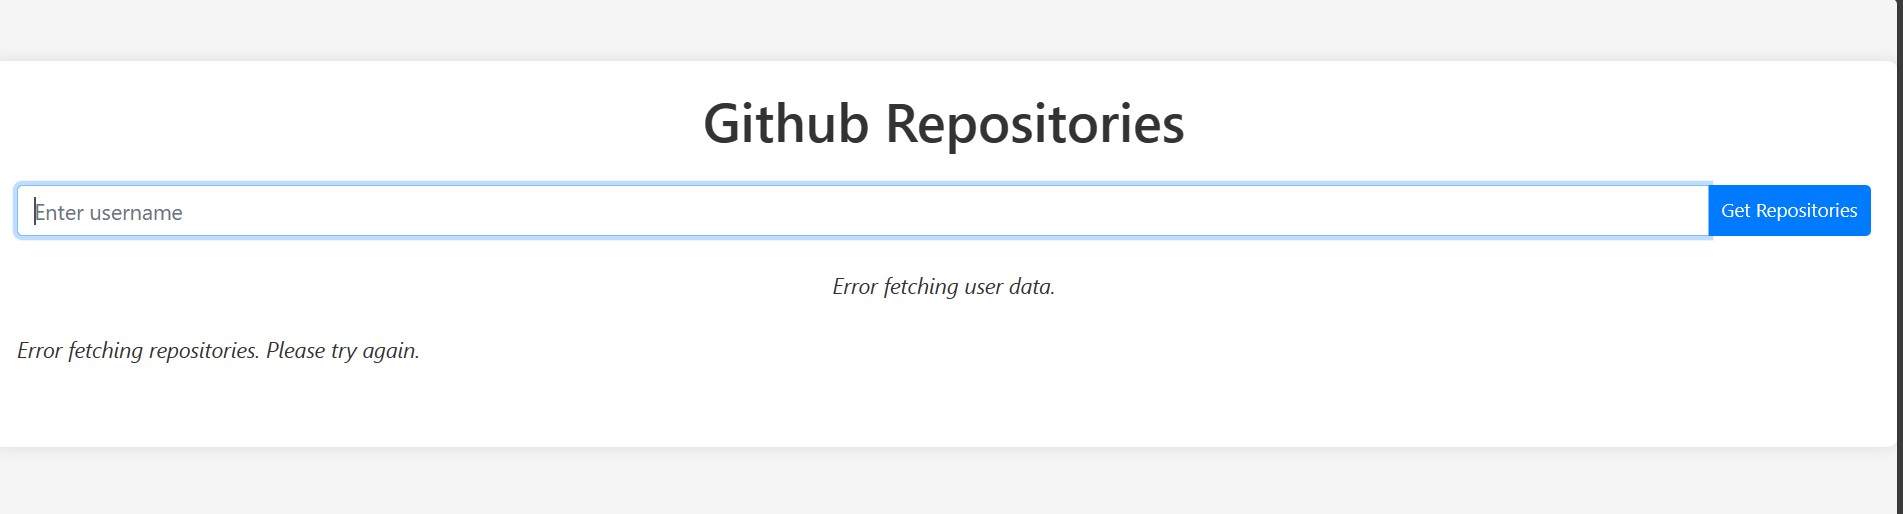 Github Repositories
Enter username
Get Repositories
Error fetching user data.
Error fetching repositories. Please try again.